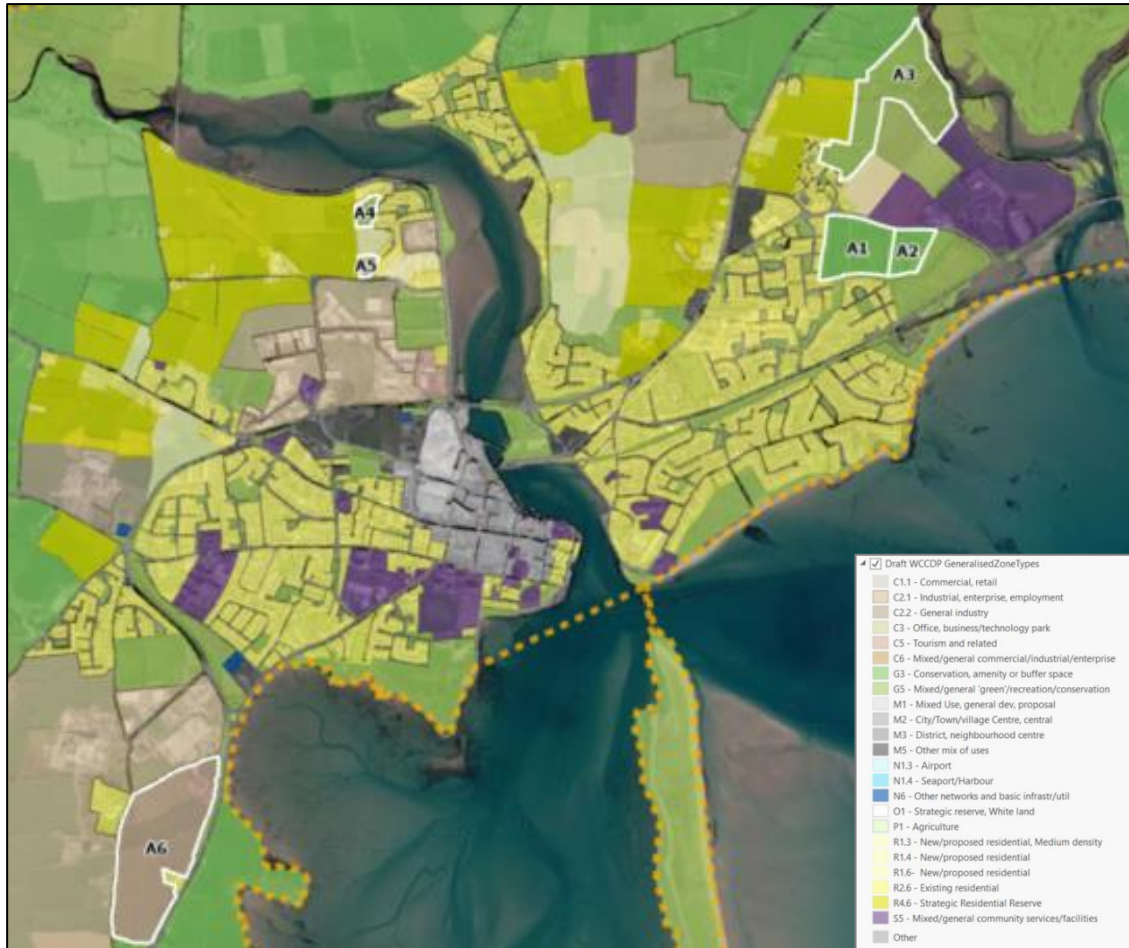 A3
A4
A1
A2
A5
A6
Draft WCCDP GeneralisedZoneTypes
C1.1 - Commercial, retail
C2.1 - Industrial, enterprise, employment
C2.2 - General industry
C3 - Office, business/technology park
C5 - Tourism and related
C6 - Mixed/general commercial/industrial/enterprise
G3 - Conservation, amenity or buffer space
G5 - Mixed/general 'green'/recreation/conservation
M1 - Mixed Use, general dev, proposal
M2 - City/Town/village Centre, central
M3 - District, neighbourhood centre
M5 - Other mix of uses
N1.3 - Airport
N1.4 - Seaport/Harbour
N6 - Other networks and basic infrastr/util
O1 - Strategic reserve, White land
P1 - Agriculture
R1.3 - New/proposed residential, Medium density
R1.4 - New/proposed residential
R1.6- New/proposed residential
R2.6 - Existing residential
R4.6 - Strategic Residential Reserve
S5 - Mixed/general community services/facilities
Other